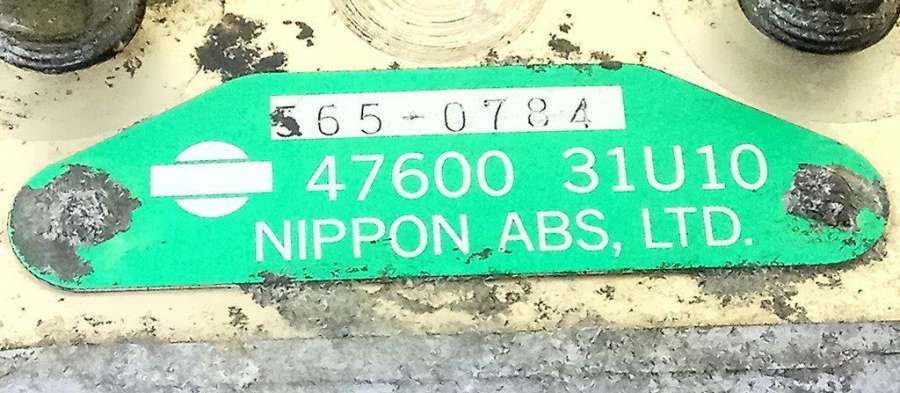 565-0784
47600 31U10
NIPPON ABS, LTD.